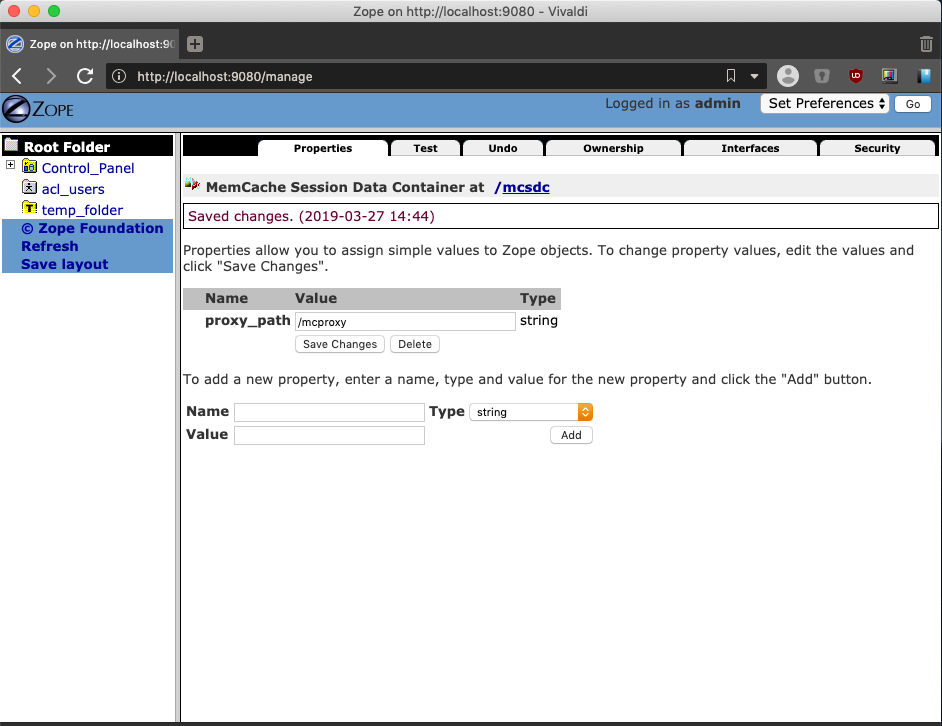 Zope on http://localhost:9080 - Vivaldi
Zope on http://localhost:90
http://localhost:9080/manage
ZOPE
Logged in as admin
Set Preferences
Go
Root Folder
Control_Panel
acl_users
temp_folder
© Zope Foundation
Refresh
Save layout
Properties Test Undo Ownership Interfaces Security
MemCache Session Data Container at /mcsdc
Saved changes. (2019-03-27 14:44)
Properties allow you to assign simple values to Zope objects. To change property values, edit the values and
click "Save Changes".
Name Value Type
proxy_path /mcproxy string
Save Changes Delete
To add a new property, enter a name, type and value for the new property and click the "Add" button.
Name Type string
Value Add